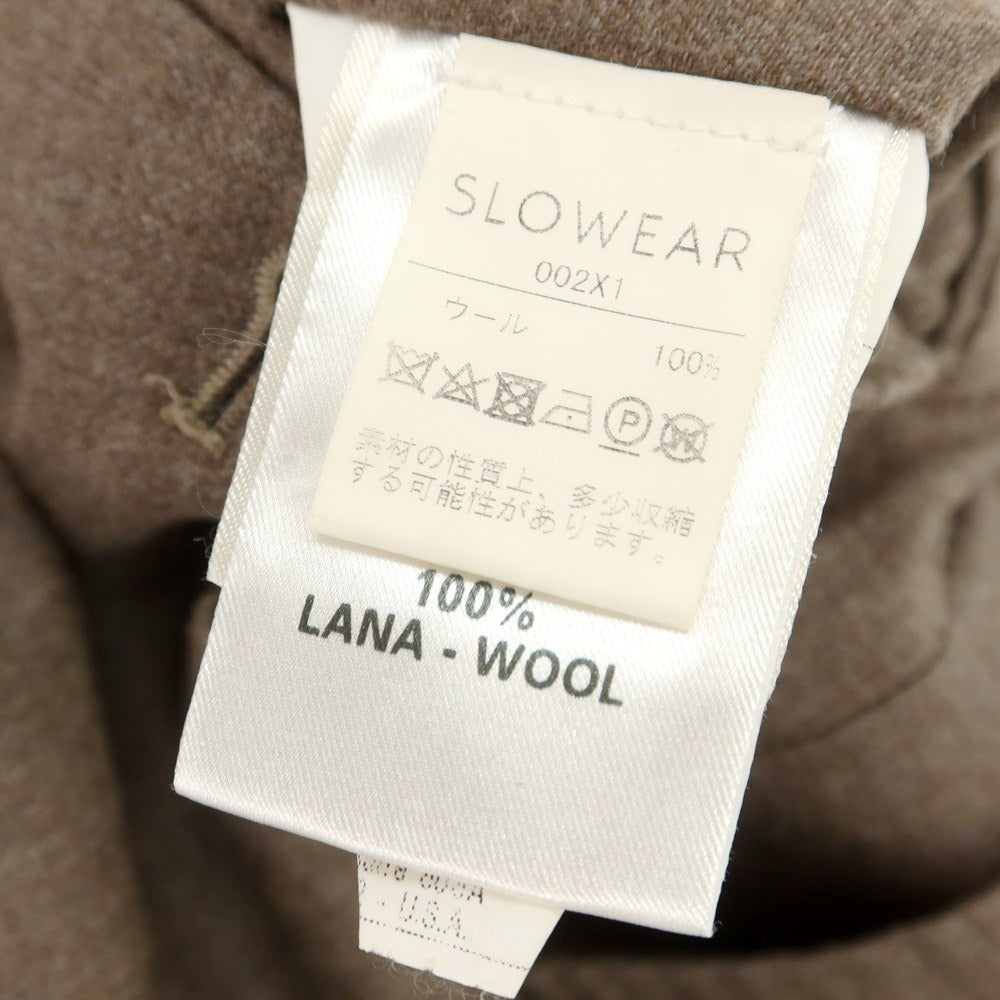 SLOWEAR
002X1
ウール 100%
P
素材の性質上、多少収縮
する可能性があります。
100%
LANA - WOOL
- U.S.A.